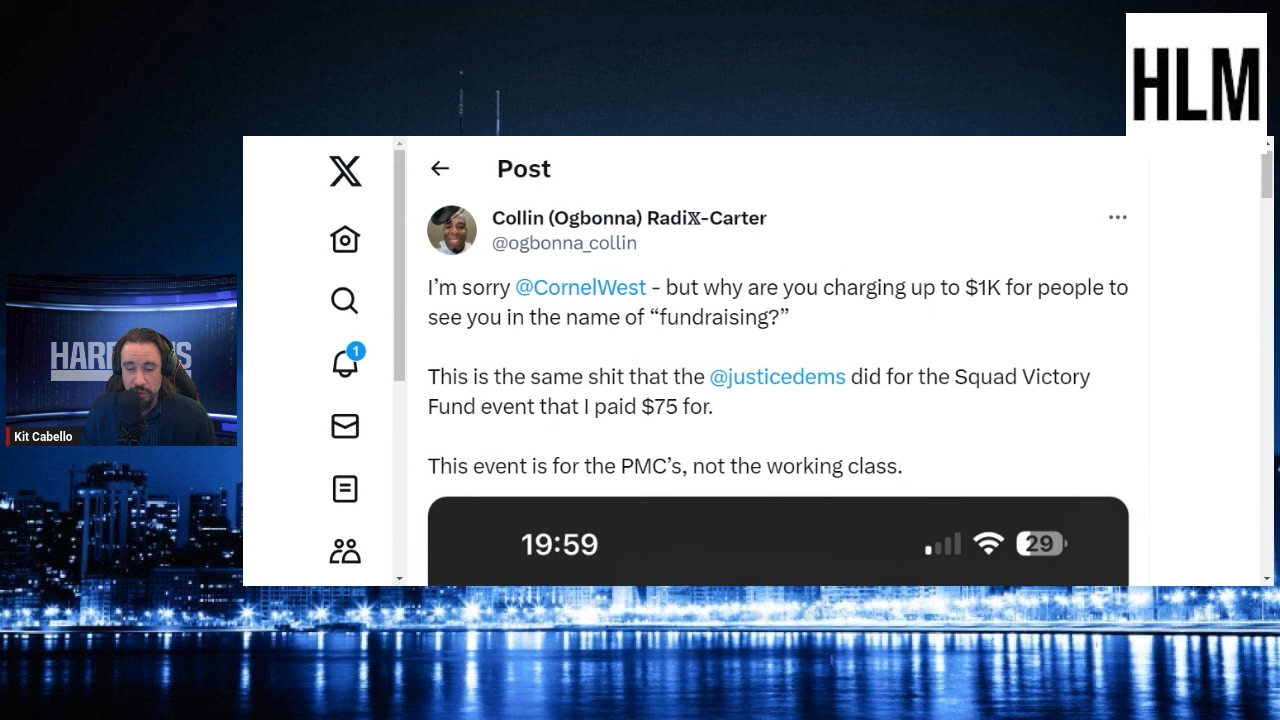 HLM
Post
Collin (Ogbonna) Radi𝕏-Carter
@ogbonna_collin
I'm sorry @CornelWest - but why are you charging up to $1K for people to
see you in the name of “fundraising?”
This is the same shit that the @justicedems did for the Squad Victory
Fund event that I paid $75 for.
This event is for the PMC's, not the working class.
1
19:59
29
Kit Cabello